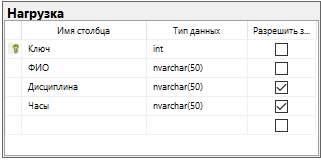 Нагрузка
Имя столбца Тип данных Разрешить з...
Ключ int
ФИО nvarchar(50)
Дисциплина nvarchar(50)
Часы nvarchar(50)